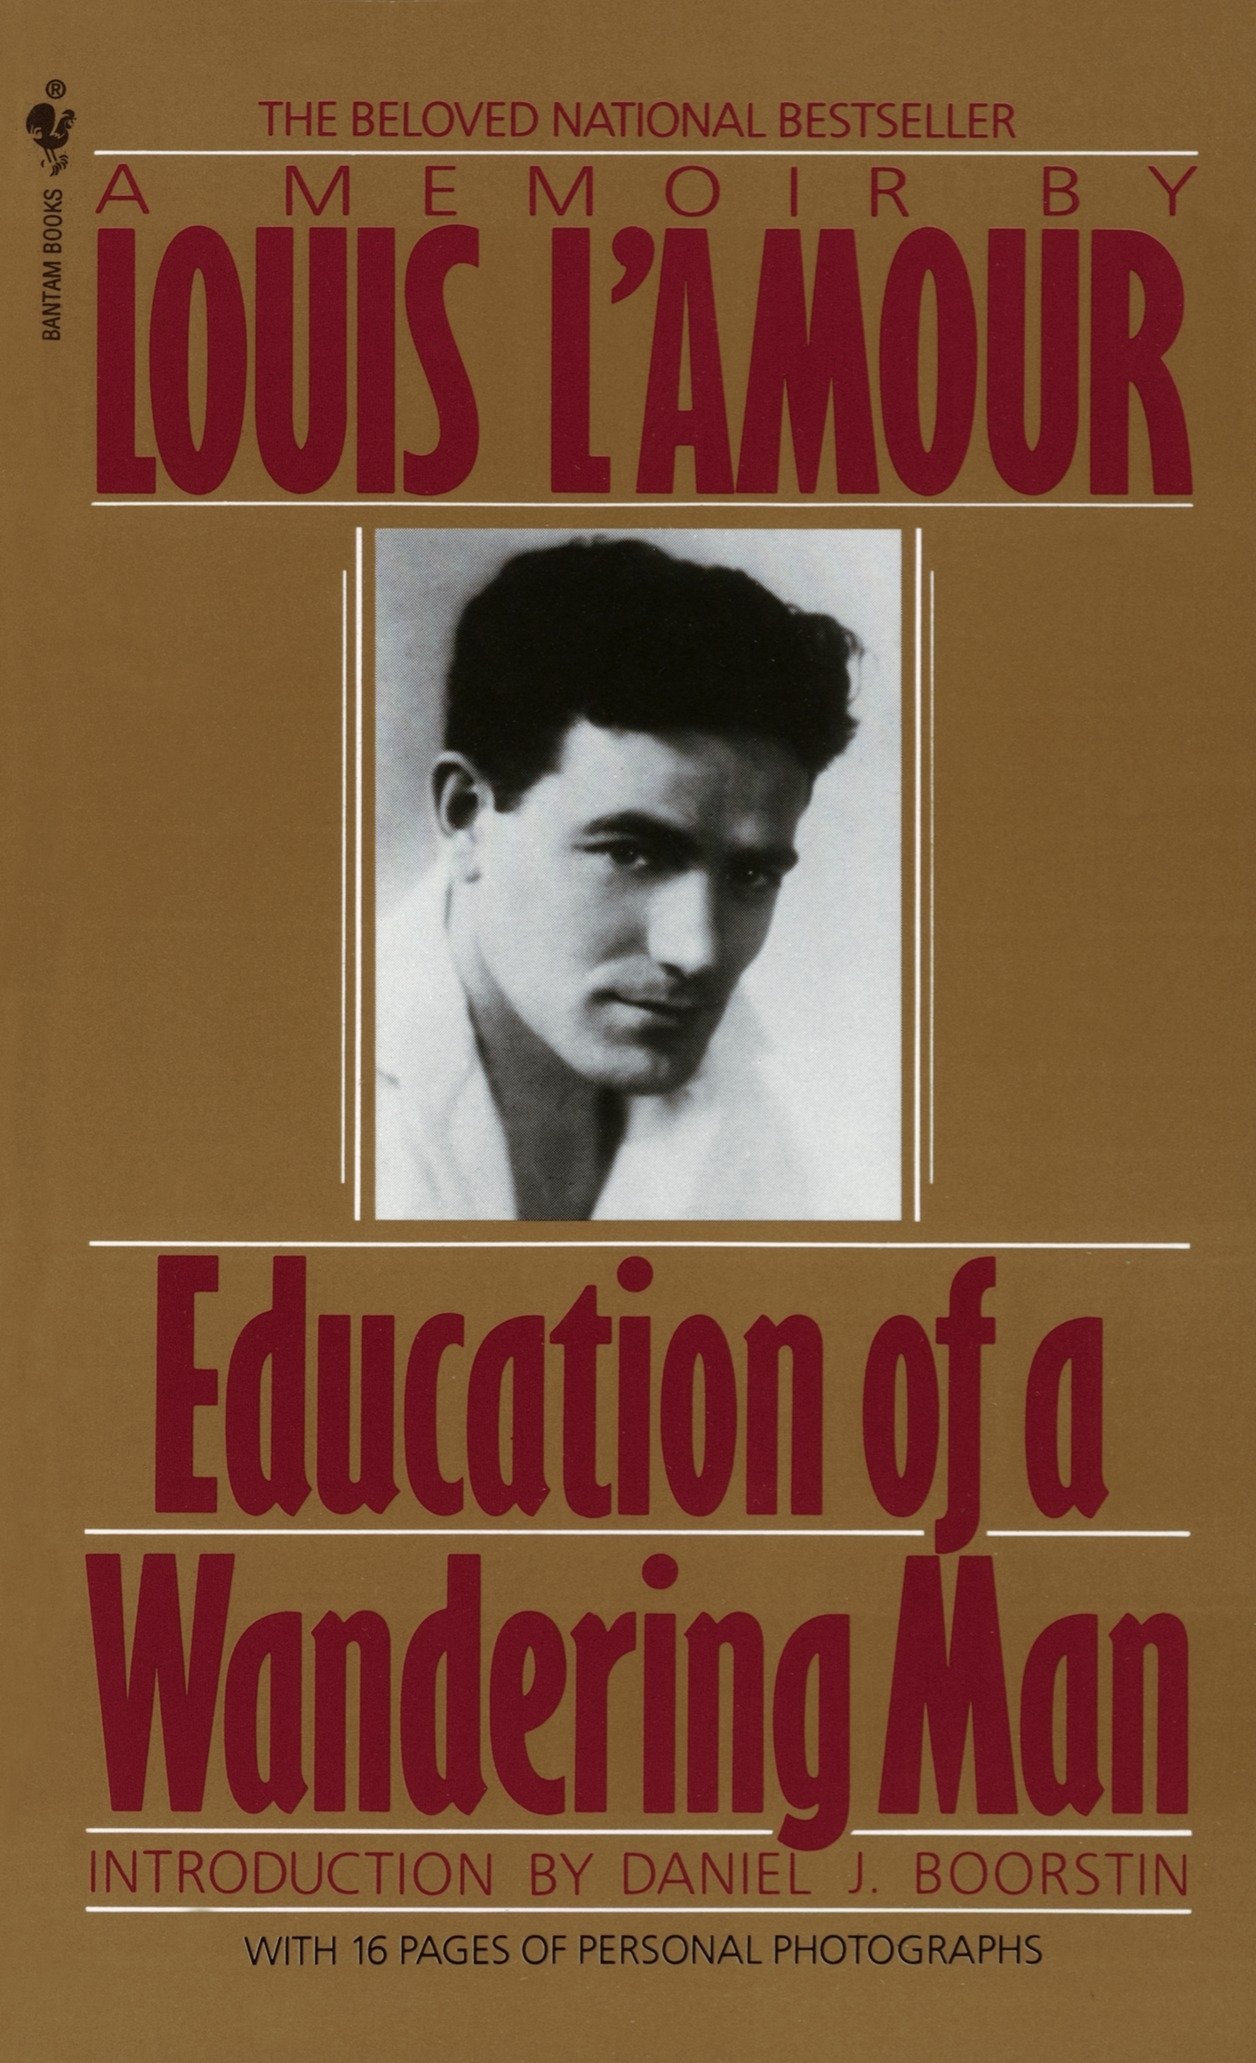 ®
BANTAM BOOKS
THE BELOVED NATIONAL BESTSELLER
A MEMOIR BY
LOUIS L'AMOUR
Education of a
Wandering Man
INTRODUCTION BY DANIEL J. BOORSTIN
WITH 16 PAGES OF PERSONAL PHOTOGRAPHS